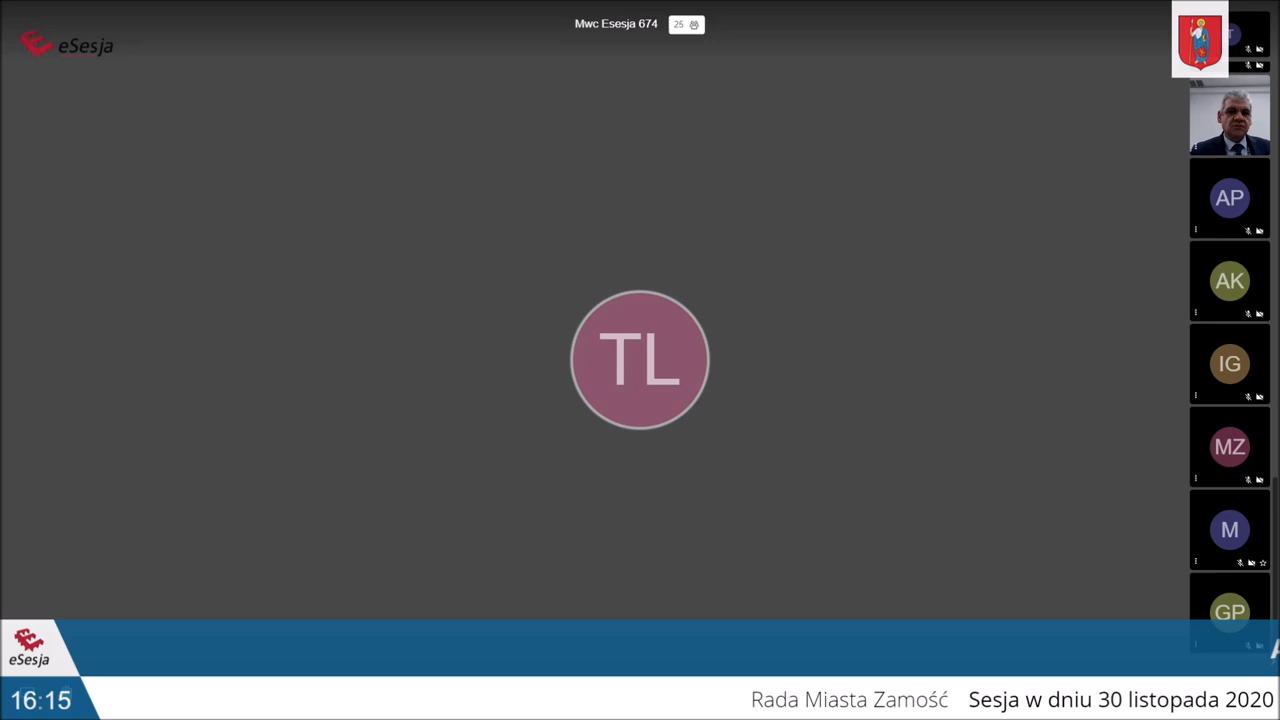 Mwc Esesja 674
25
eSesja
T
AP
AK
IG
MZ
M
GP
TL
eSesja
16:15
Rada Miasta Zamość Sesja w dniu 30 listopada 2020